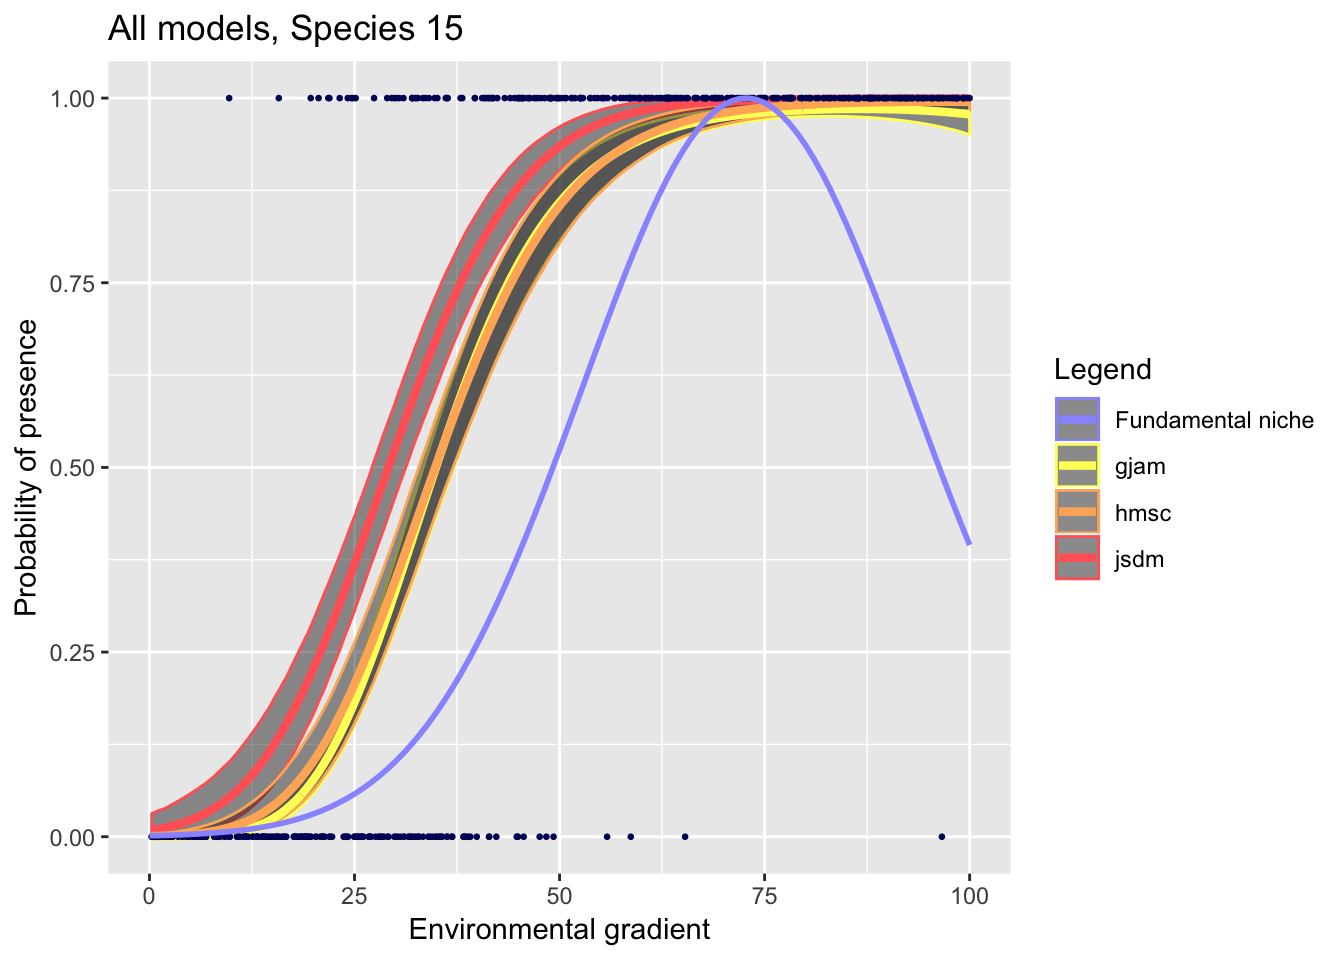 All models, Species 15
Probability of presence
1.00
0.75
0.50
0.25
0.00
0
25
50
75
100
Environmental gradient
Legend
Fundamental niche
gjam
hmsc
jsdm